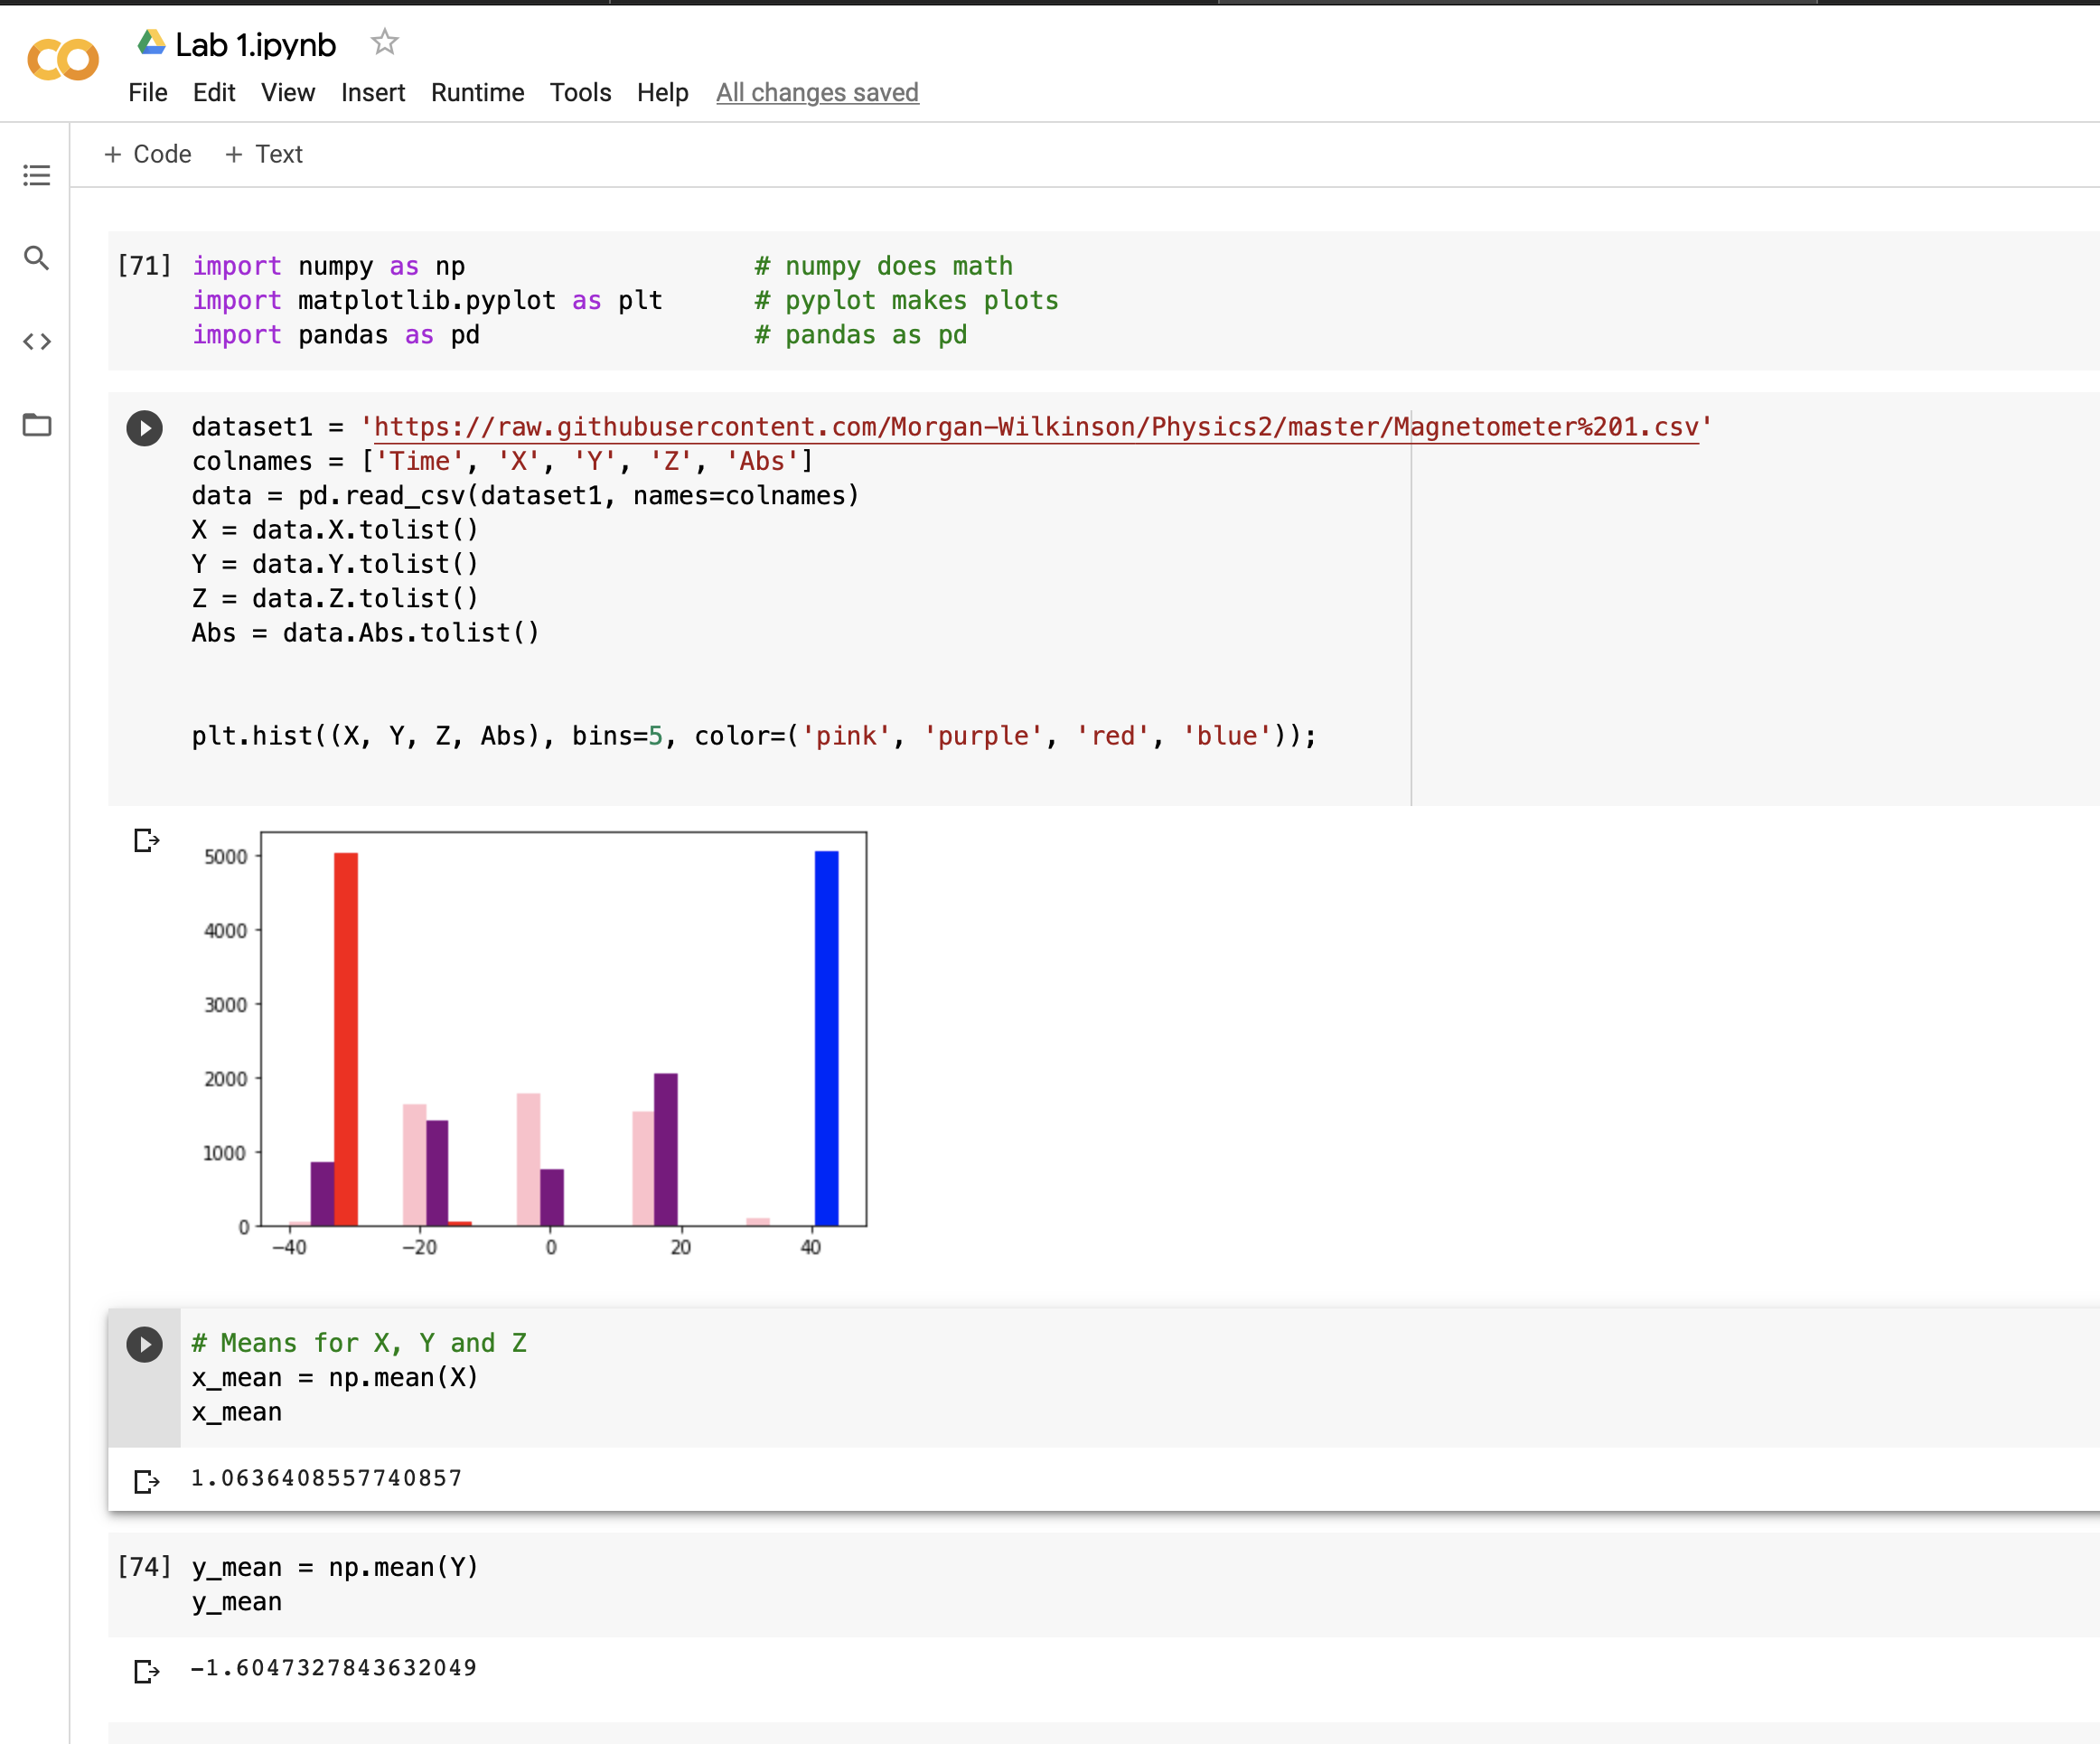 Lab 1.ipynb
File Edit View Insert Runtime Tools Help All changes saved
+ Code + Text
[71] import numpy as np # numpy does math
import matplotlib.pyplot as plt # pyplot makes plots
import pandas as pd # pandas as pd
dataset1 = 'https://raw.githubusercontent.com/Morgan-Wilkinson/Physics2/master/Magnetometer%201.csv'
colnames = ['Time', 'X', 'Y', 'Z', 'Abs']
data = pd.read_csv(dataset1, names=colnames)
X = data.X.tolist()
Y = data.Y.tolist()
Z = data.Z.tolist()
Abs = data.Abs.tolist()
plt.hist((X, Y, Z, Abs), bins=5, color=('pink', 'purple', 'red', 'blue'));
5000
4000
3000
2000
1000
0
−40 −20 0 20 40
# Means for X, Y and Z
x_mean = np.mean(X)
x_mean
1.0636408557740857
[74] y_mean = np.mean(Y)
y_mean
-1.6047327843632049